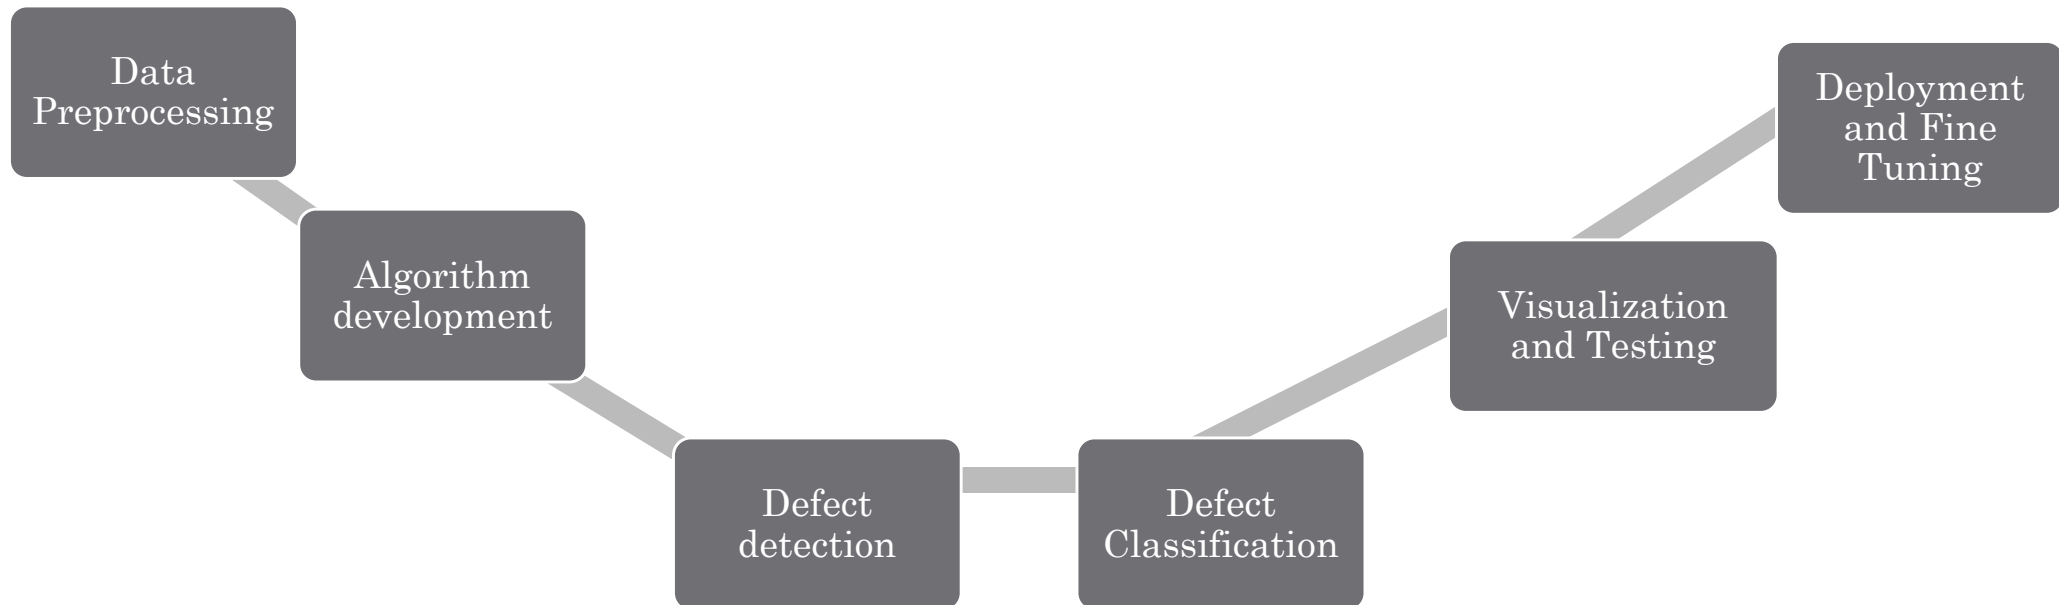 Data
Preprocessing
Algorithm
development
Defect
detection
Defect
Classification
Visualization
and Testing
Deployment
and Fine
Tuning